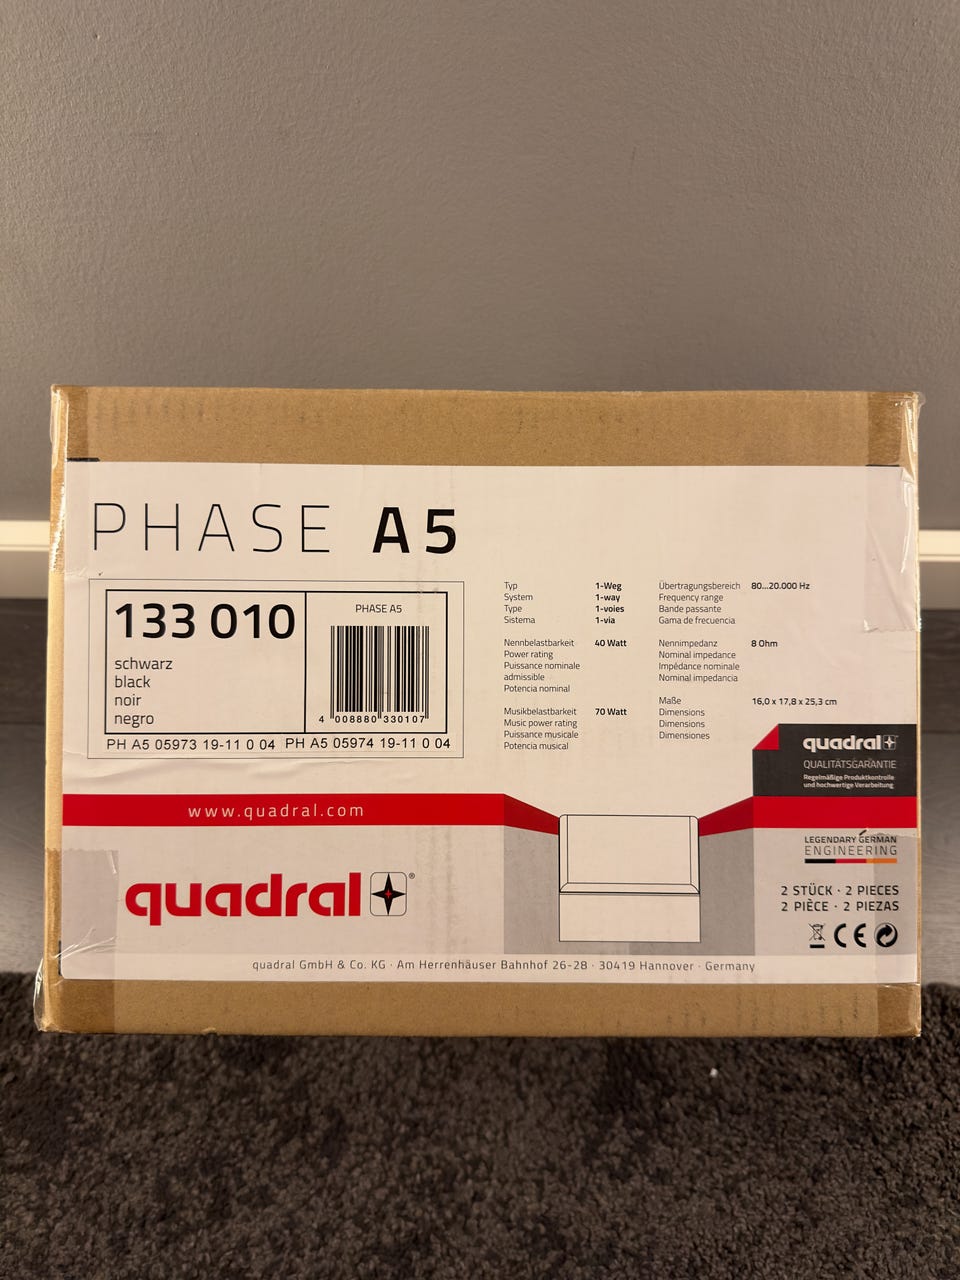 PHASE A5
133 010
schwarz
black
noir
negro
PHASE A5
4 008880 330107
PH A5 05973 19-11 0 04 PH A5 05974 19-11 0 04
Typ 1-Weg
System 1-way
Type 1-voies
Sistema 1-via
Nennbelastbarkeit 40 Watt
Power rating
Puissance nominale
admissible
Potencia nominal
Musikbelastbarkeit 70 Watt
Music power rating
Puissance musicale
Potencia musical
Übertragungsbereich 80...20.000 Hz
Frequency range
Bande passante
Gama de frecuencia
Nennimpedanz 8 Ohm
Nominal impedance
Impédance nominale
Nominal impedancia
Maße 16,0 x 17,8 x 25,3 cm
Dimensions
Dimensions
Dimensiones
quadral
QUALITÄTSGARANTIE
Regelmäßige Produktkontrolle
und hochwertige Verarbeitung
www.quadral.com
LEGENDARY GERMAN
ENGINEERING
quadral®
2 STÜCK · 2 PIECES
2 PIÈCE · 2 PIEZAS
CE
quadral GmbH & Co. KG · Am Herrenhäuser Bahnhof 26-28 · 30419 Hannover · Germany